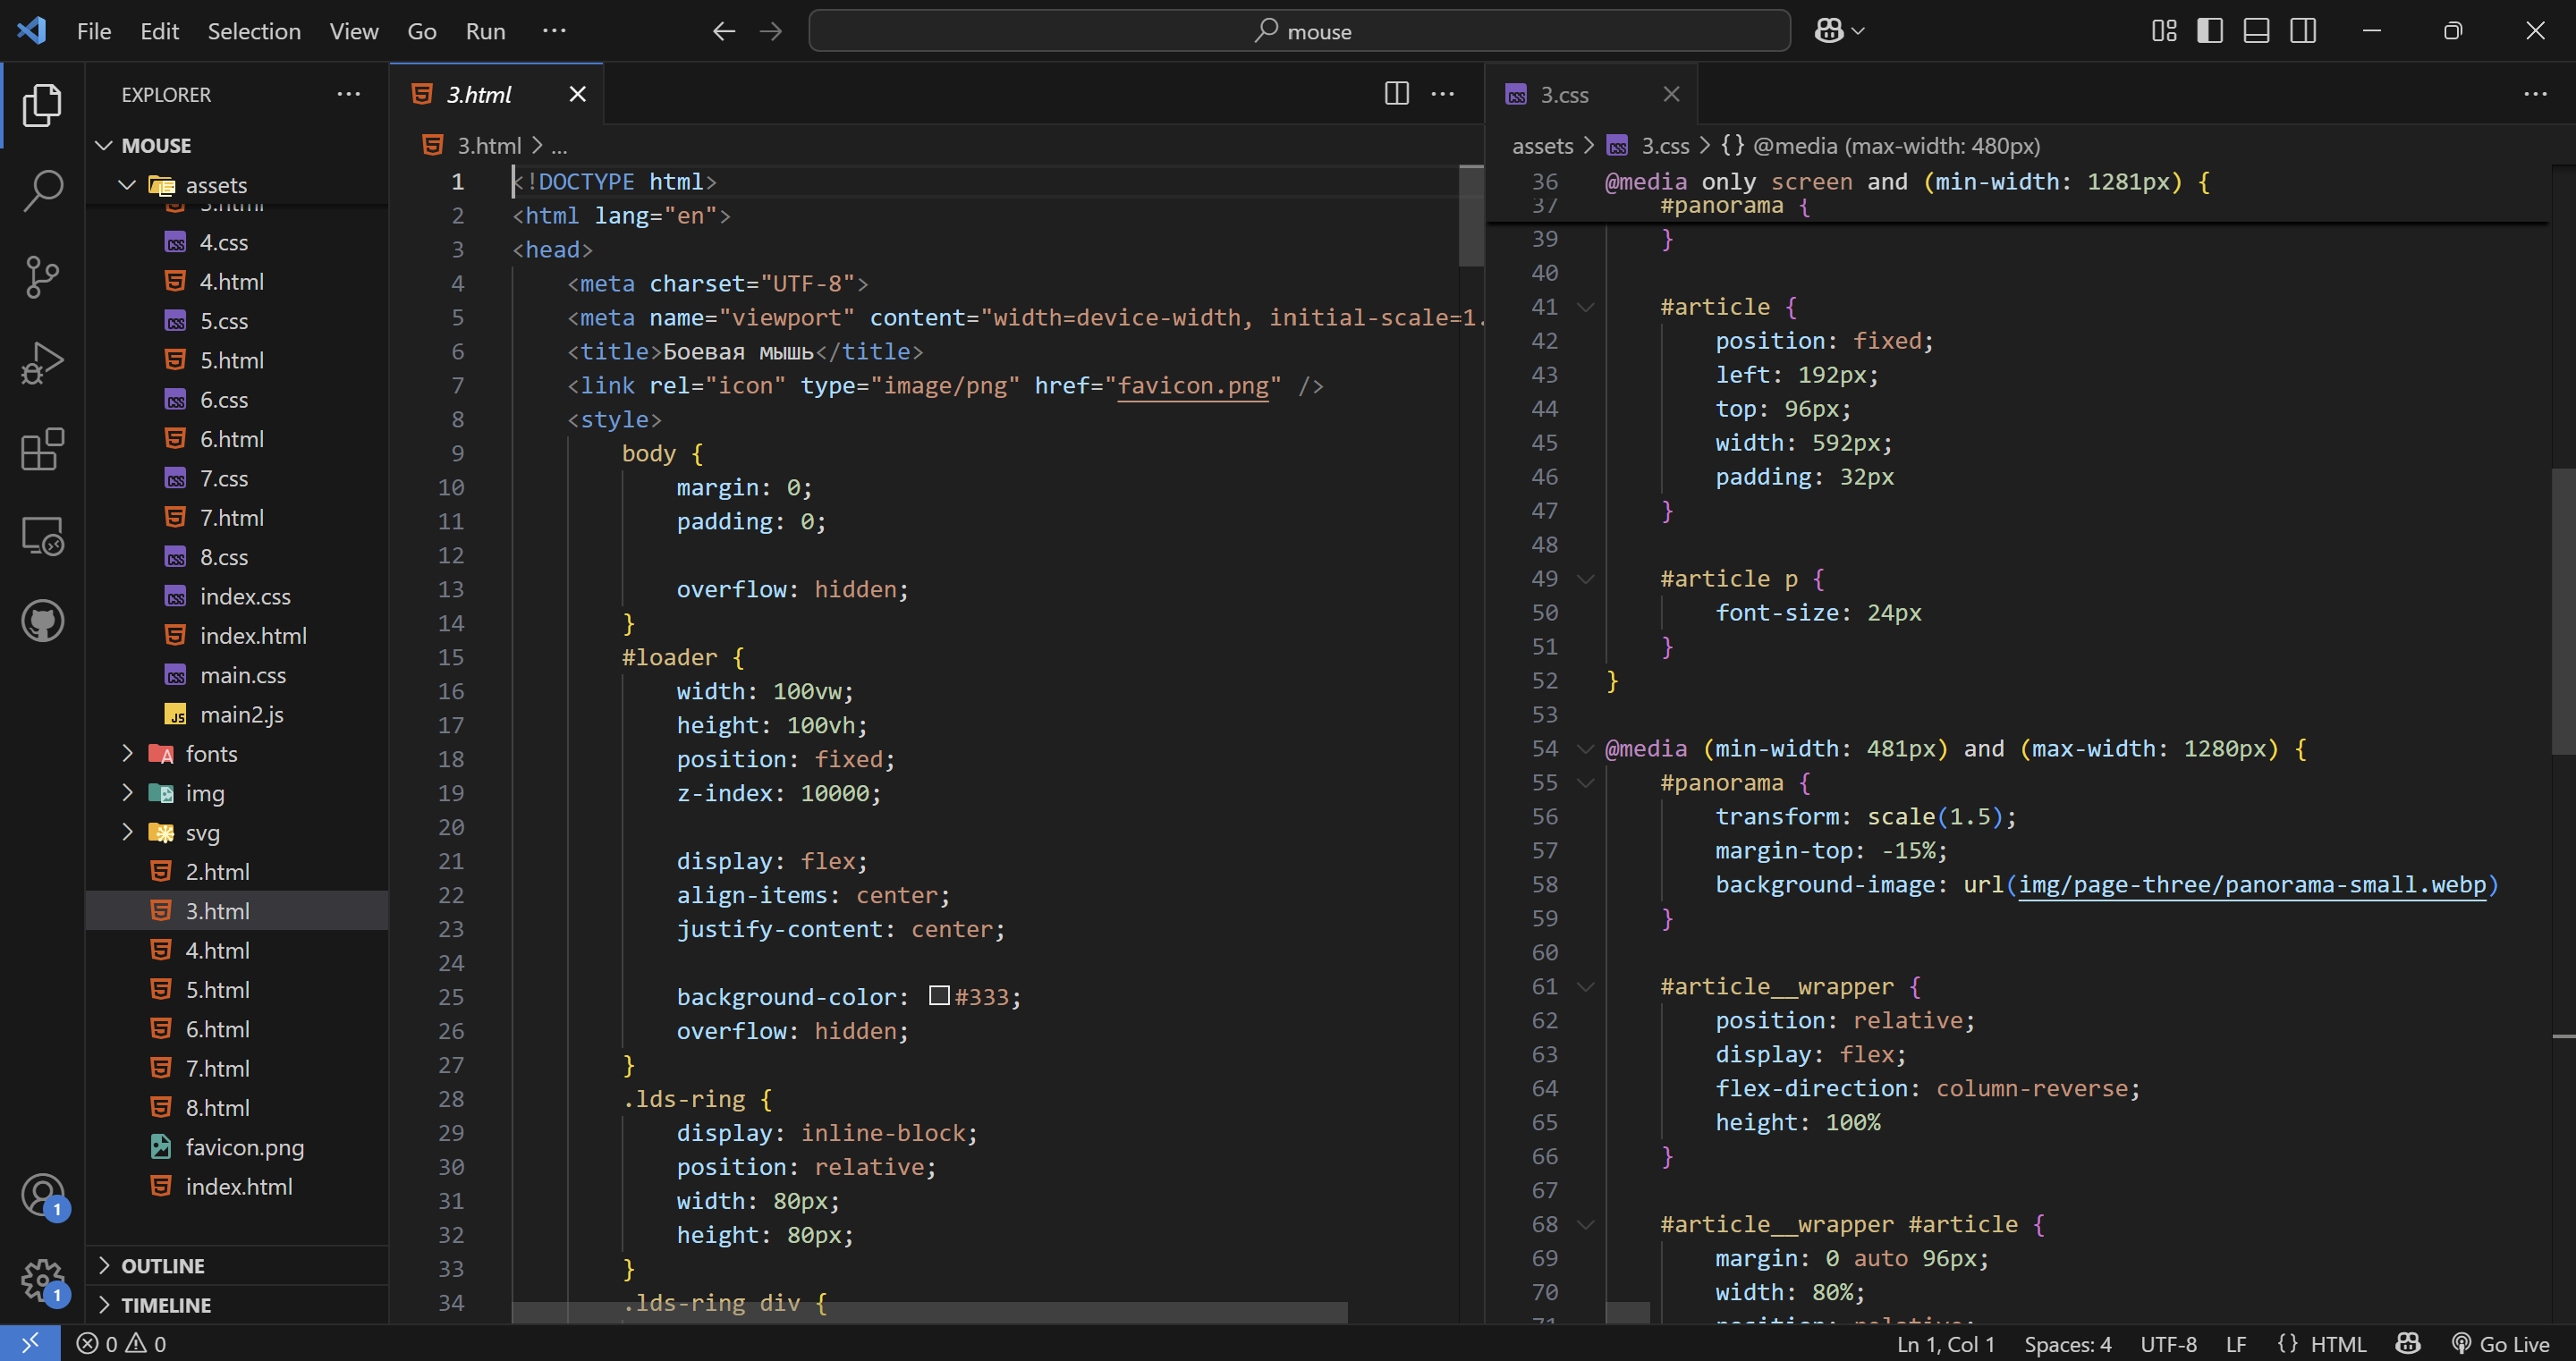 File Edit Selection View Go Run ···
mouse
EXPLORER
MOUSE
assets
3.html
4.css
4.html
5.css
5.html
6.css
6.html
7.css
7.html
8.css
index.css
index.html
main.css
main2.js
fonts
img
svg
2.html
3.html
4.html
5.html
6.html
7.html
8.html
favicon.png
index.html
OUTLINE
TIMELINE
1
1
3.html
3.html > ...
1 <!DOCTYPE html>
2 <html lang="en">
3 <head>
4 <meta charset="UTF-8">
5 <meta name="viewport" content="width=device-width, initial-scale=1.
6 <title>Боевая мышь</title>
7 <link rel="icon" type="image/png" href="favicon.png" />
8 <style>
9 body {
10 margin: 0;
11 padding: 0;
12
13 overflow: hidden;
14 }
15 #loader {
16 width: 100vw;
17 height: 100vh;
18 position: fixed;
19 z-index: 10000;
20
21 display: flex;
22 align-items: center;
23 justify-content: center;
24
25 background-color: #333;
26 overflow: hidden;
27 }
28 .lds-ring {
29 display: inline-block;
30 position: relative;
31 width: 80px;
32 height: 80px;
33 }
34 .lds-ring div {
3.css
assets > 3.css > {} @media (max-width: 480px)
36 @media only screen and (min-width: 1281px) {
37 #panorama {
39 }
40
41 #article {
42 position: fixed;
43 left: 192px;
44 top: 96px;
45 width: 592px;
46 padding: 32px
47 }
48
49 #article p {
50 font-size: 24px
51 }
52 }
53
54 @media (min-width: 481px) and (max-width: 1280px) {
55 #panorama {
56 transform: scale(1.5);
57 margin-top: -15%;
58 background-image: url(img/page-three/panorama-small.webp)
59 }
60
61 #article__wrapper {
62 position: relative;
63 display: flex;
64 flex-direction: column-reverse;
65 height: 100%
66 }
67
68 #article__wrapper #article {
69 margin: 0 auto 96px;
70 width: 80%;
71 position: relative;
0 0
Ln 1, Col 1 Spaces: 4 UTF-8 LF {} HTML Go Live